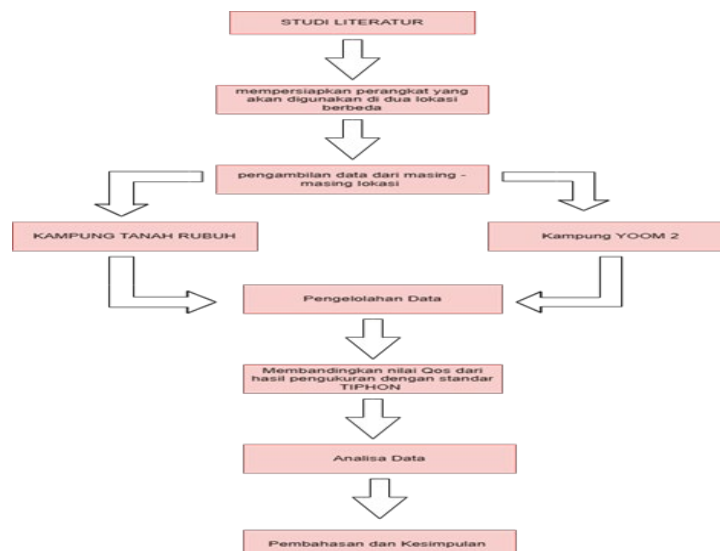 STUDI LITERATUR
mempersiapkan perangkat yang
akan digunakan di dua lokasi
berbeda
pengambilan data dari masing -
masing lokasi
KAMPUNG TANAH RUBUH
Kampung YOOM 2
Pengelolahan Data
Membandingkan nilai Qos dari
hasil pengukuran dengan standar
TIPHON
Analisa Data
Pembahasan dan Kesimpulan